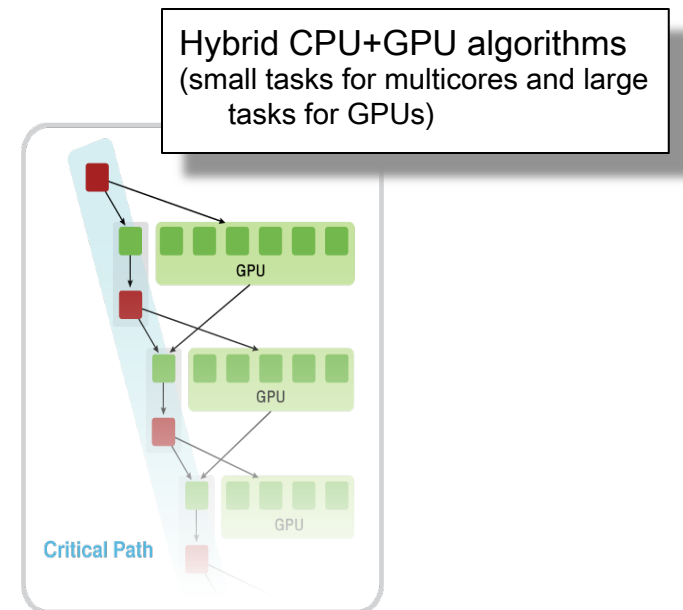 Hybrid CPU+GPU algorithms
(small tasks for multicores and large
tasks for GPUs)
GPU
GPU
GPU
Critical Path